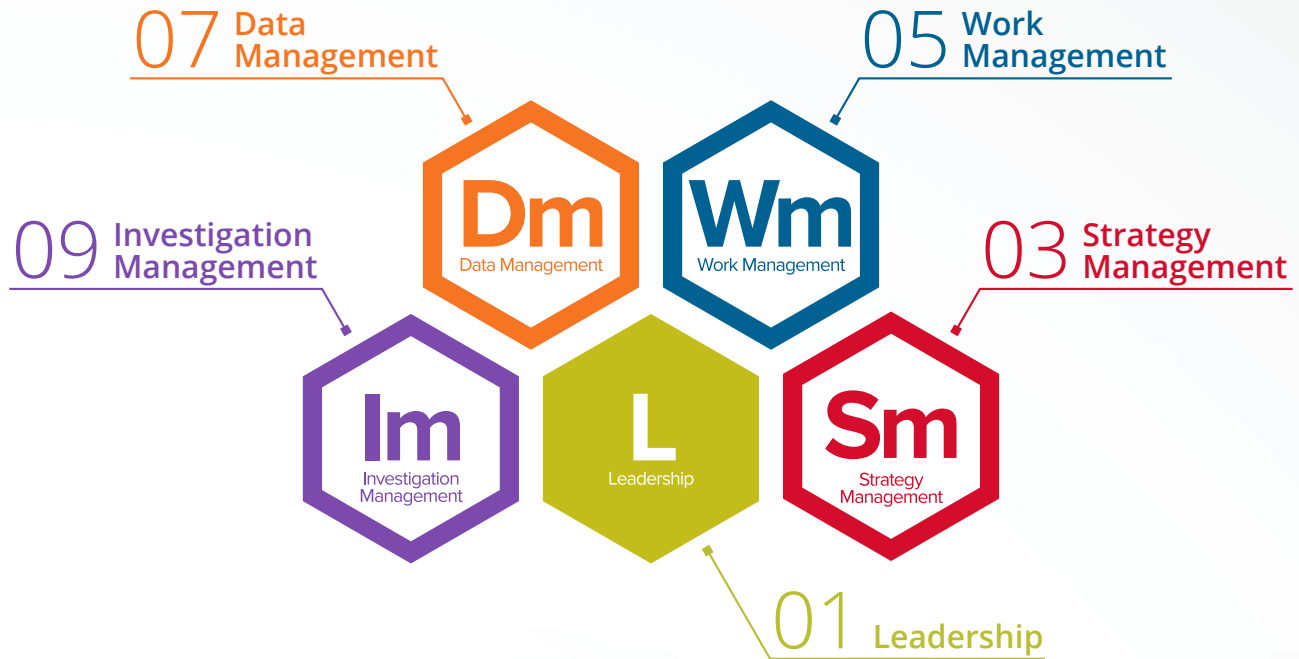 07 Data
Management
05 Work
Management
09 Investigation
Management
03 Strategy
Management
Dm
Data Management
Wm
Work Management
Im
Investigation
Management
L
Leadership
Sm
Strategy
Management
01 Leadership